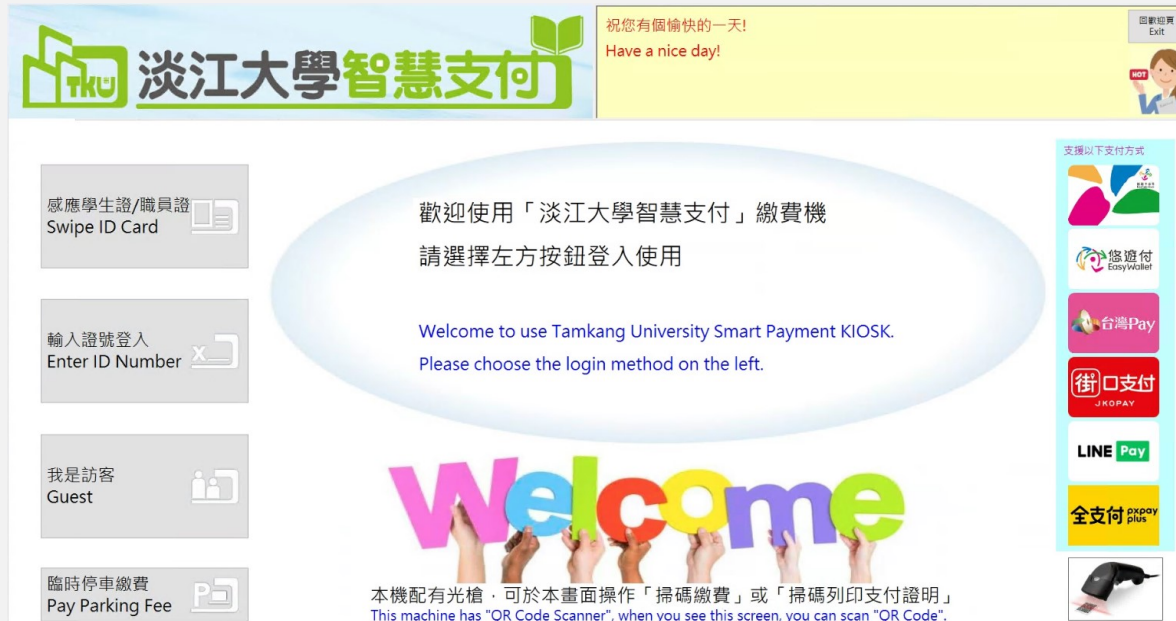 TKU 淡江大學智慧支付
祝您有個愉快的一天!
Have a nice day!
回歡迎頁
Exit
HOT
感應學生證/職員證
Swipe ID Card
輸入證號登入
Enter ID Number
X
我是訪客
Guest
臨時停車繳費
Pay Parking Fee
P
歡迎使用「淡江大學智慧支付」繳費機
請選擇左方按鈕登入使用
Welcome to use Tamkang University Smart Payment KIOSK.
Please choose the login method on the left.
Welcome
本機配有光槍，可於本畫面操作「掃碼繳費」或「掃碼列印支付證明」
This machine has "QR Code Scanner", when you see this screen, you can scan "QR Code".
支援以下支付方式
悠遊付
EasyWallet
台灣Pay
街口支付
JKOPAY
LINE Pay
全支付 pxpay plus